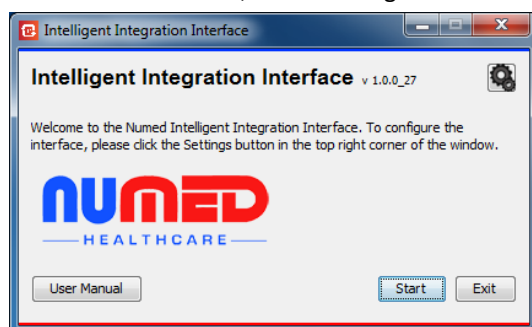 Intelligent Integration Interface
Intelligent Integration Interface v 1.0.0_27
Welcome to the Numed Intelligent Integration Interface. To configure the
interface, please click the Settings button in the top right corner of the window.
NUMED
HEALTHCARE
User Manual Start Exit